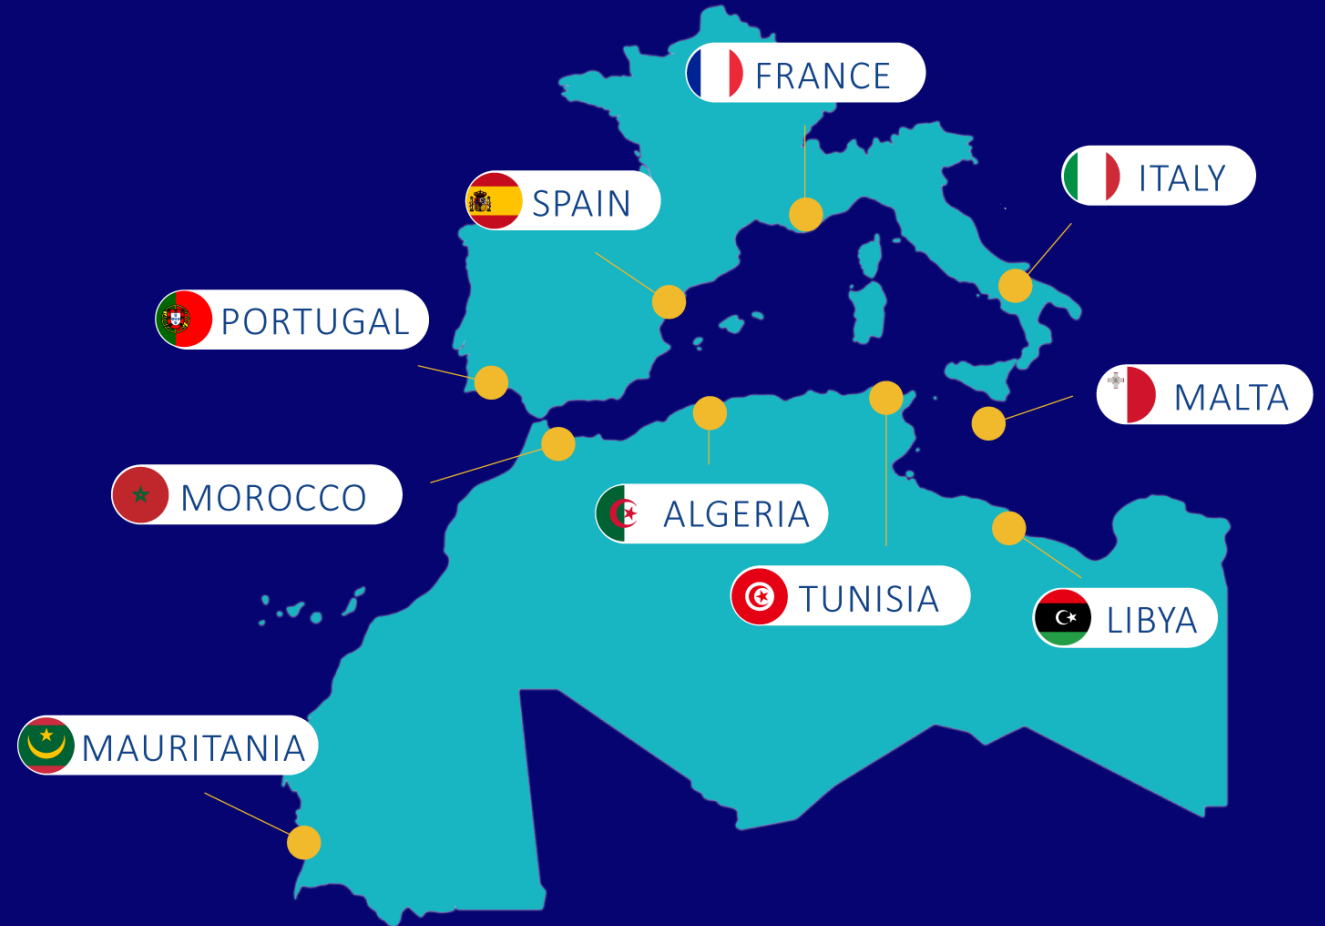 FRANCE
ITALY
SPAIN
PORTUGAL
MALTA
MOROCCO
ALGERIA
TUNISIA
LIBYA
MAURITANIA